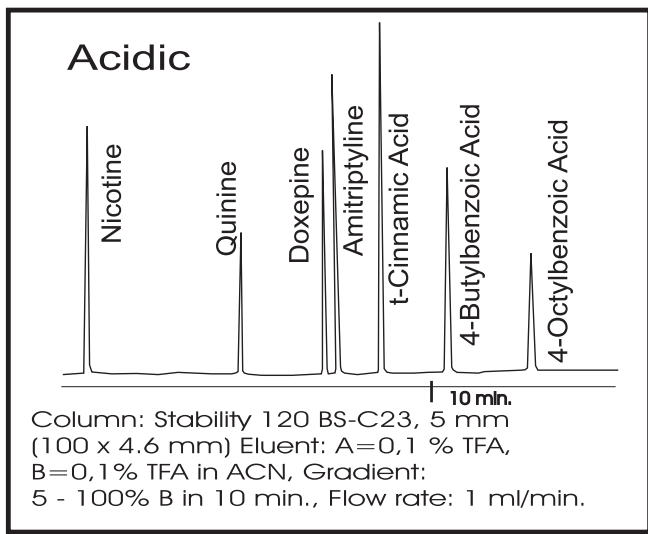 Acidic
Nicotine
Quinine
Doxepine
Amitriptyline
t-Cinnamic Acid
4-Butylbenzoic Acid
4-Octylbenzoic Acid
10 min.
Column: Stability 120 BS-C23, 5 mm
(100 x 4.6 mm) Eluent: A=0,1 % TFA,
B=0,1% TFA in ACN, Gradient:
5 - 100% B in 10 min., Flow rate: 1 ml/min.